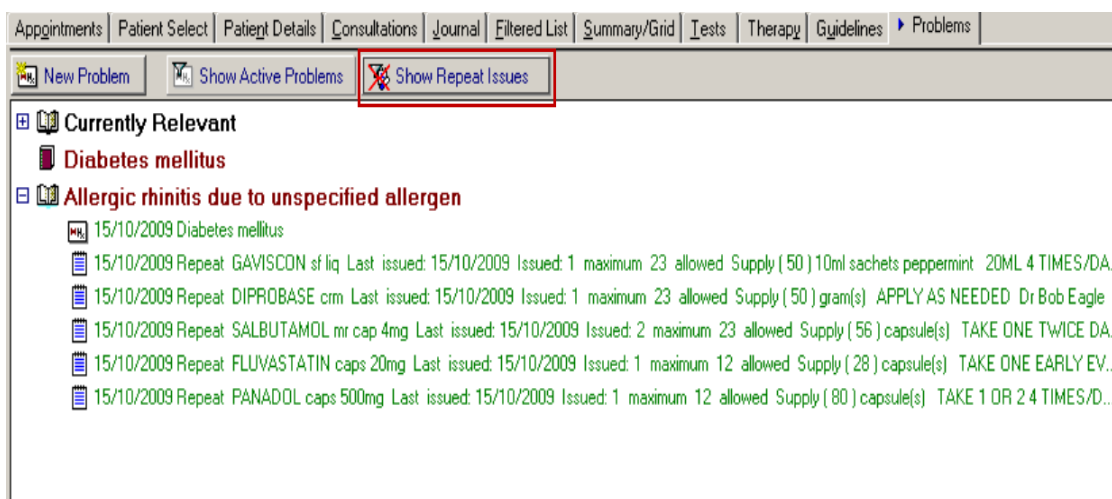 Appointments Patient Select Patient Details Consultations Journal Filtered List Summary/Grid Tests Therapy Guidelines Problems
New Problem Show Active Problems Show Repeat Issues
Currently Relevant
Diabetes mellitus
Allergic rhinitis due to unspecified allergen
15/10/2009 Diabetes mellitus
15/10/2009 Repeat GAVISCON sf liq Last issued: 15/10/2009 Issued: 1 maximum 23 allowed Supply ( 50 ) 10ml sachets peppermint 20ML 4 TIMES/DA.
15/10/2009 Repeat DIPROBASE crm Last issued: 15/10/2009 Issued: 1 maximum 23 allowed Supply ( 50 ) gram(s) APPLY AS NEEDED Dr Bob Eagle
15/10/2009 Repeat SALBUTAMOL mr cap 4mg Last issued: 15/10/2009 Issued: 2 maximum 23 allowed Supply ( 56 ) capsule(s) TAKE ONE TWICE DA.
15/10/2009 Repeat FLUVASTATIN caps 20mg Last issued: 15/10/2009 Issued: 1 maximum 12 allowed Supply ( 28 ) capsule(s) TAKE ONE EARLY EV...
15/10/2009 Repeat PANADOL caps 500mg Last issued: 15/10/2009 Issued: 1 maximum 12 allowed Supply ( 80 ) capsule(s) TAKE 1 OR 2 4 TIMES/D...